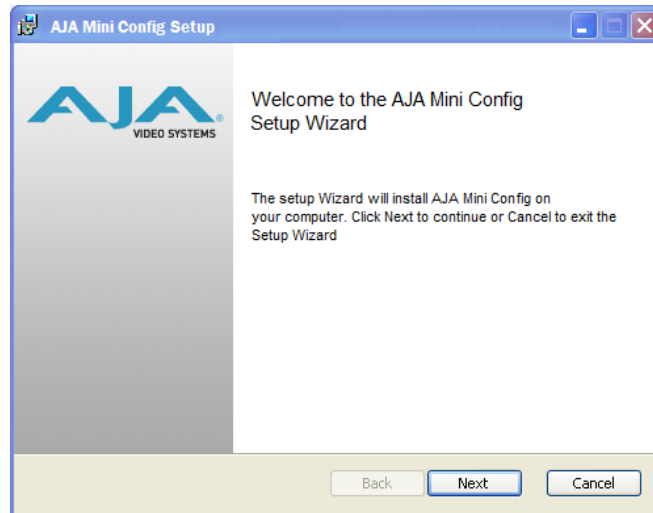 AJA Mini Config Setup
AJA®
VIDEO SYSTEMS
Welcome to the AJA Mini Config
Setup Wizard
The setup Wizard will install AJA Mini Config on
your computer. Click Next to continue or Cancel to exit the
Setup Wizard
Back
Next
Cancel